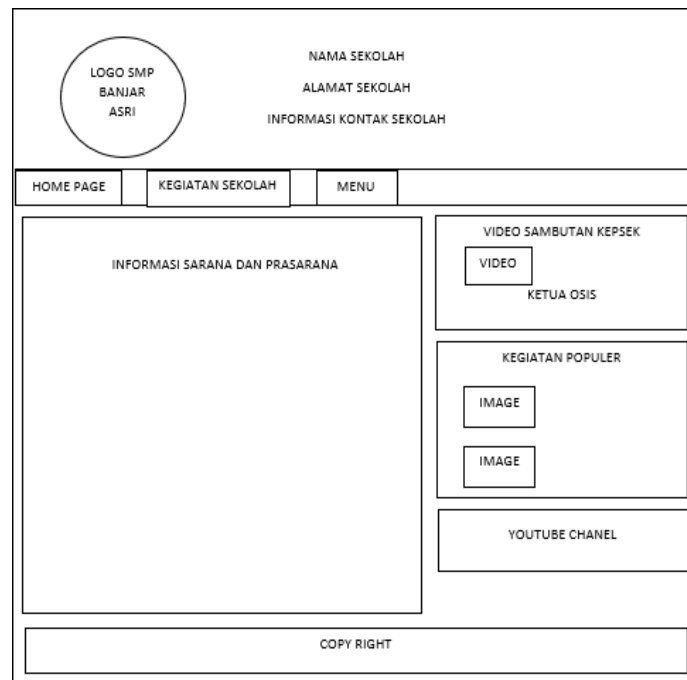 LOGO SMP
BANJAR
ASRI
NAMA SEKOLAH
ALAMAT SEKOLAH
INFORMASI KONTAK SEKOLAH
HOME PAGE
KEGIATAN SEKOLAH
MENU
INFORMASI SARANA DAN PRASARANA
VIDEO SAMBUTAN KEPSEK
VIDEO
KETUA OSIS
KEGIATAN POPULER
IMAGE
IMAGE
YOUTUBE CHANEL
COPY RIGHT